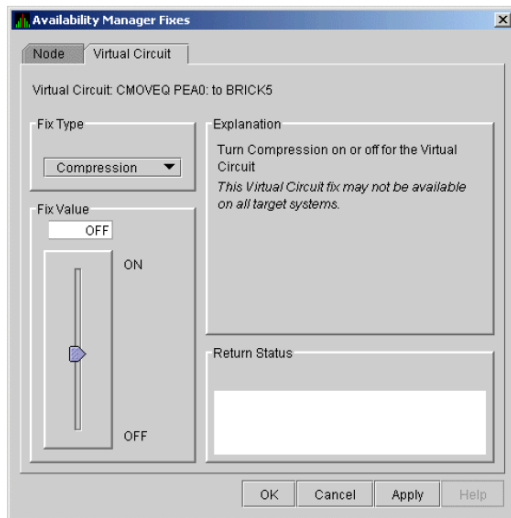 Availability Manager Fixes
Node
Virtual Circuit
Virtual Circuit: CMOVEQ PEA0: to BRICK5
Fix Type
Compression
Explanation
Turn Compression on or off for the Virtual
Circuit
This Virtual Circuit fix may not be available
on all target systems.
Fix Value
OFF
ON
OFF
Return Status
OK
Cancel
Apply
Help